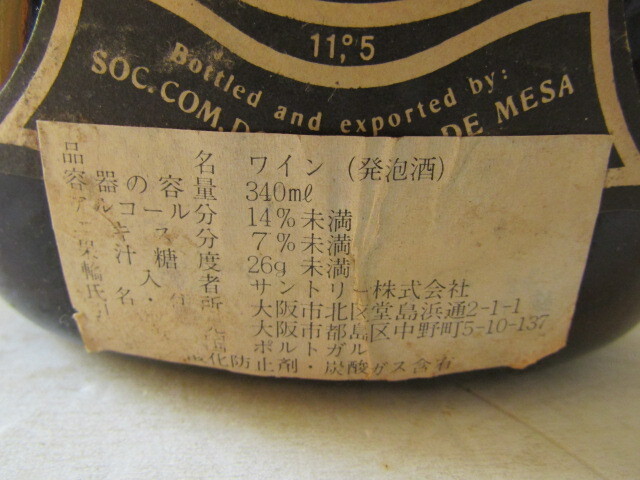 11,°5
Bottled and exported by:
SOC. COM. D DE MESA
品名 ワイン (発泡酒)
容器の容量 340mℓ
アルコール分 14%未満
エキス分 7%未満
果汁糖度 26g 未満
輸入者 サントリー株式会社
氏名・住所 大阪市北区堂島浜通2-1-1
大阪市都島区中野町5-10-137
ポルトガル
化防止剤・炭酸ガス含有